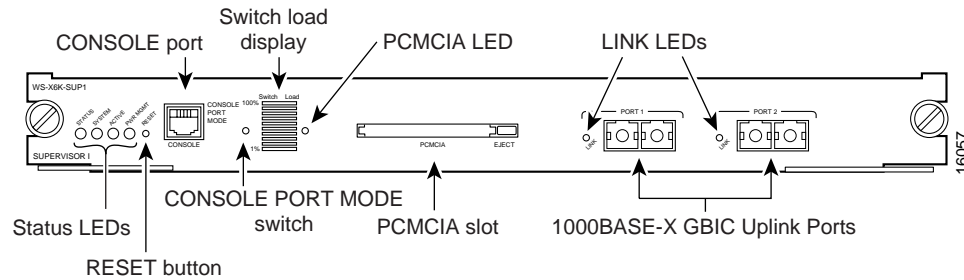 Switch load
display
CONSOLE port
PCMCIA LED
LINK LEDs
WS-X6K-SUP1
STATUS
SYSTEM
ACTIVE
PWR MGMT
RESET
CONSOLE
CONSOLE
PORT
MODE
Switch Load
100%
1%
PCMCIA
EJECT
PORT 1
LINK
PORT 2
LINK
SUPERVISOR I
16057
CONSOLE PORT MODE
switch
Status LEDs
PCMCIA slot
1000BASE-X GBIC Uplink Ports
RESET button